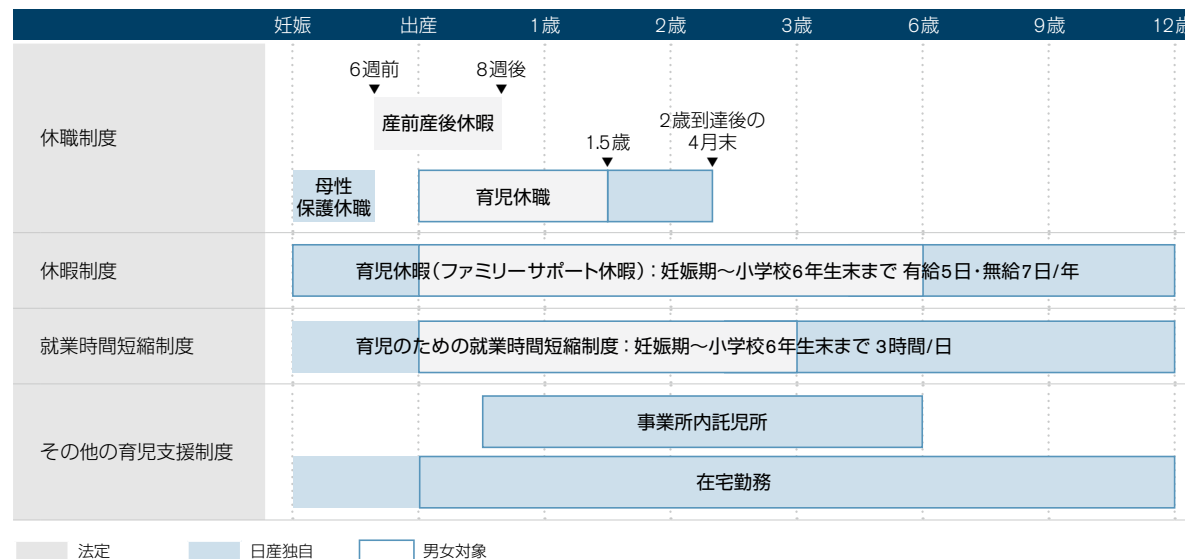 妊娠 出産 1歳 2歳 3歳 6歳 9歳 12歳
6週前 8週後
産前産後休暇
休職制度
1.5歳
2歳到達後の
4月末
母性
保護休職
育児休職
休暇制度
育児休暇（ファミリーサポート休暇）：妊娠期～小学校6年生末まで 有給5日・無給7日/年
就業時間短縮制度
育児のための就業時間短縮制度：妊娠期～小学校6年生末まで 3時間/日
その他の育児支援制度
事業所内託児所
在宅勤務
法定 日産独自 男女対象